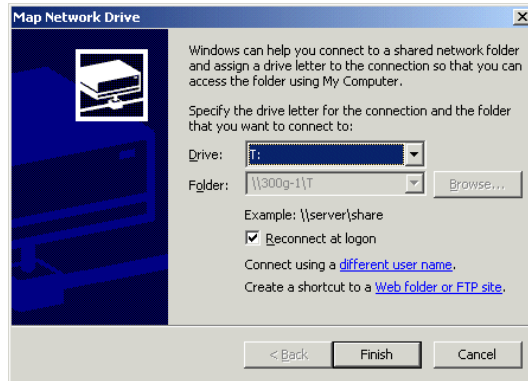 Map Network Drive
Windows can help you connect to a shared network folder
and assign a drive letter to the connection so that you can
access the folder using My Computer.
Specify the drive letter for the connection and the folder
that you want to connect to:
Drive: T:
Folder: \\300g-1\T Browse...
Example: \\server\share
Reconnect at logon
Connect using a different user name.
Create a shortcut to a Web folder or FTP site.
< Back Finish Cancel